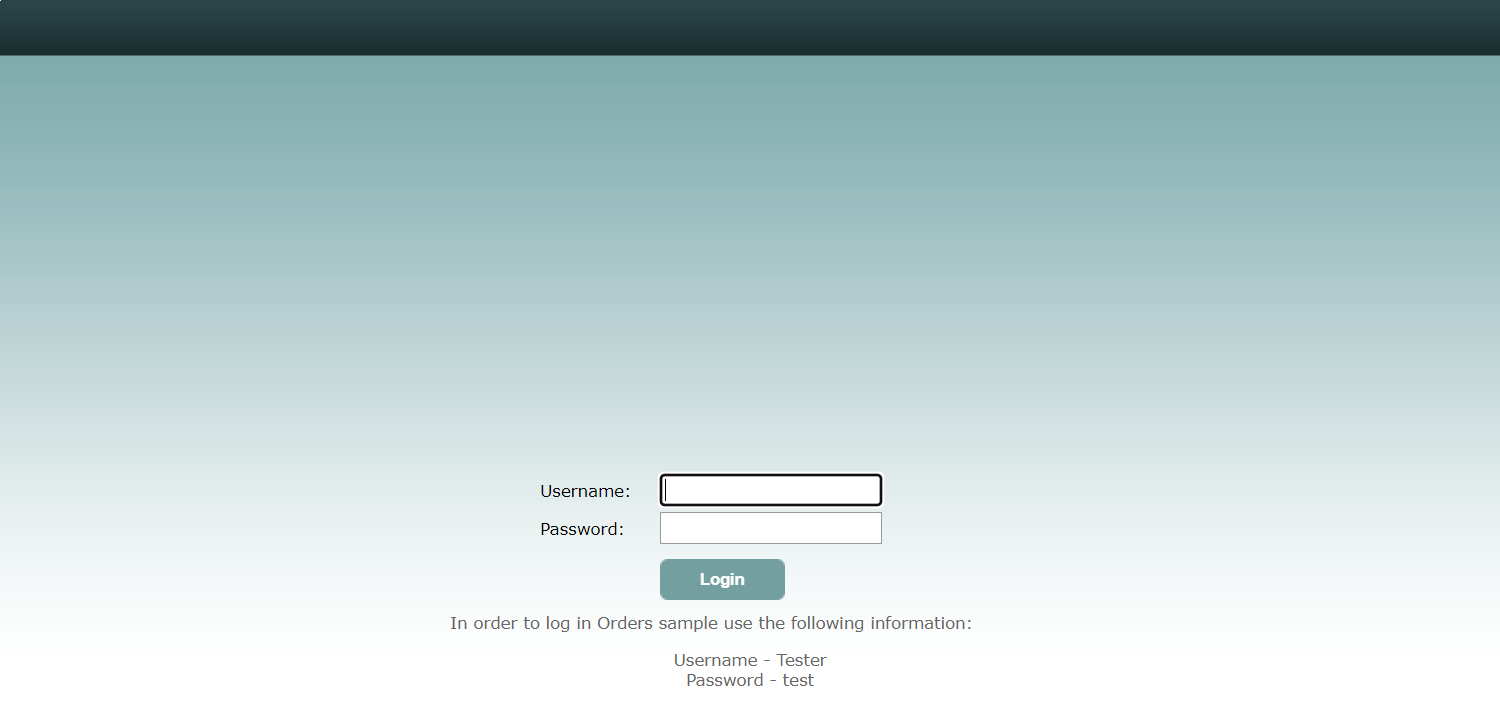 Username:
Password:
Login
In order to log in Orders sample use the following information:
Username - Tester
Password - test